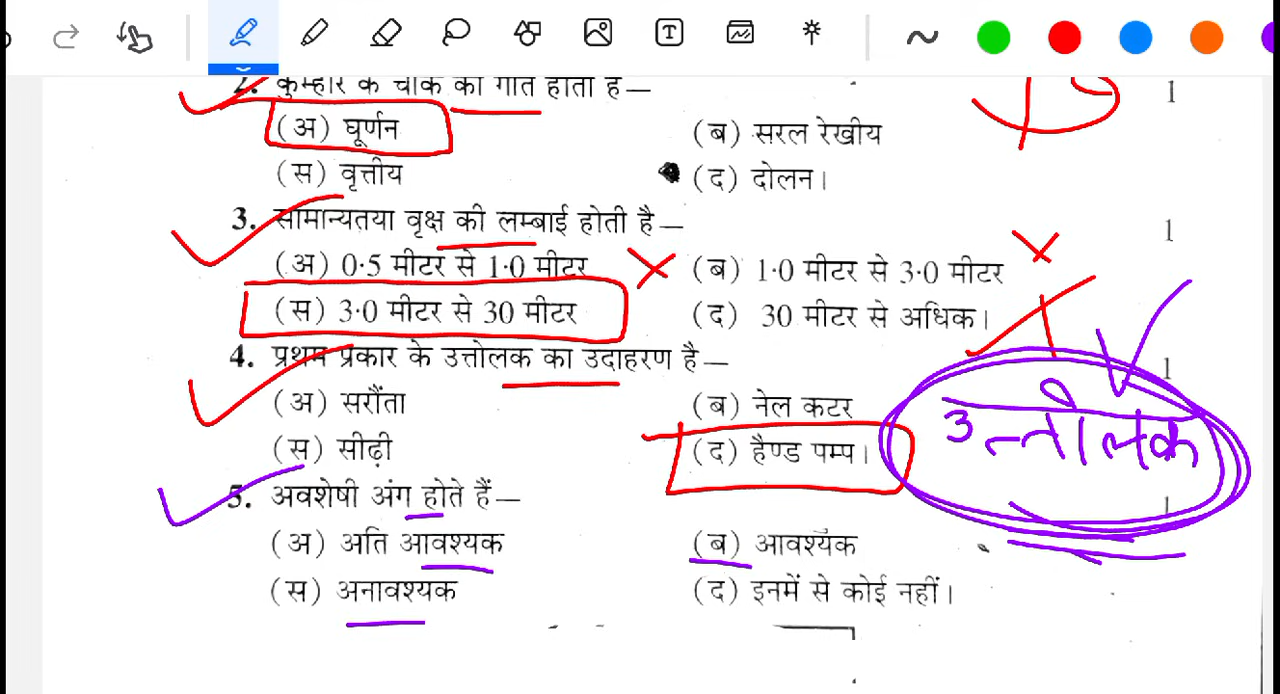 T
2. कुम्हार के चाक की गति होती है— 1
(अ) घूर्णन (ब) सरल रेखीय
(स) वृत्तीय (द) दोलन।
3. सामान्यतया वृक्ष की लम्बाई होती है— 1
(अ) 0·5 मीटर से 1·0 मीटर (ब) 1·0 मीटर से 3·0 मीटर
(स) 3·0 मीटर से 30 मीटर (द) 30 मीटर से अधिक।
4. प्रथम प्रकार के उत्तोलक का उदाहरण है— 1
(अ) सरौंता (ब) नेल कटर
उत्तोलक
(स) सीढ़ी (द) हैण्ड पम्प।
5. अवशेषी अंग होते हैं— 1
(अ) अति आवश्यक (ब) आवश्यक
(स) अनावश्यक (द) इनमें से कोई नहीं।